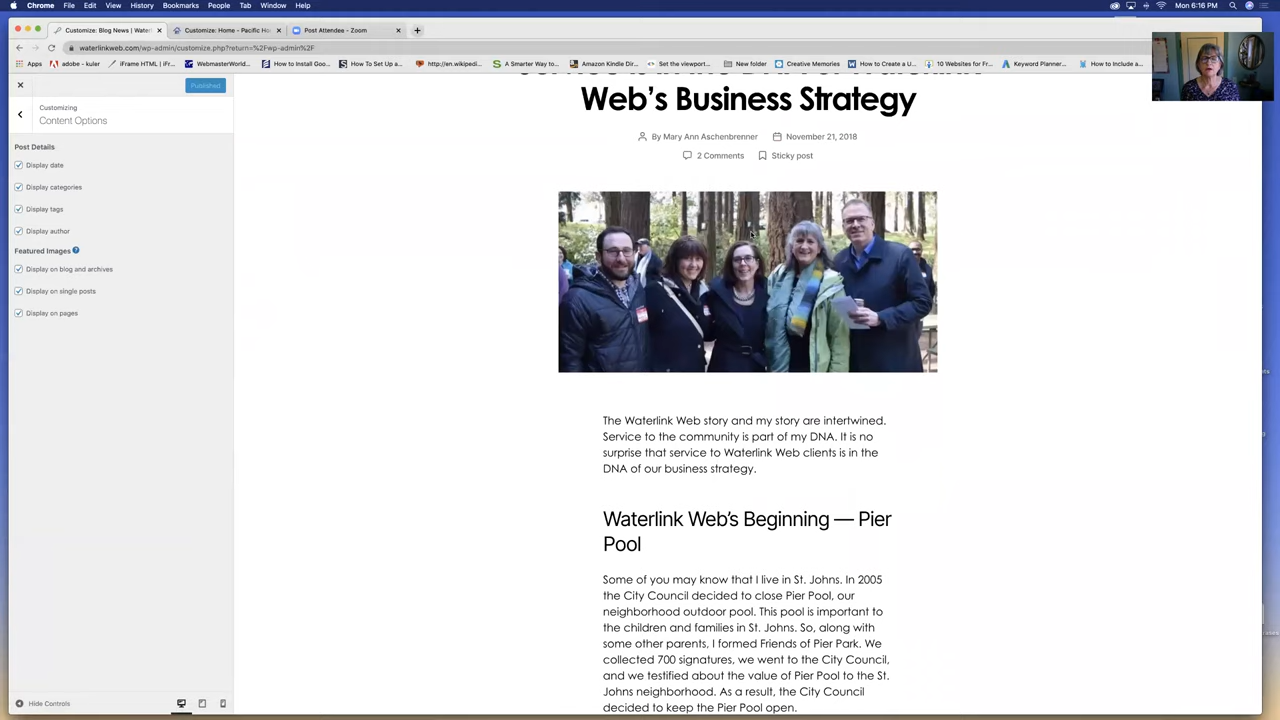 Chrome File Edit View History Bookmarks People Tab Window Help
Mon 6:16 PM
Customize: Blog News | Water
Customize: Home - Pacific Ho
Post Attendee - Zoom
waterlinkweb.com/wp-admin/customize.php?return=%2Fwp-admin%2F
Apps adobe - kuler iFrame HTML | iFr... WebmasterWorld... How to Install Goo... How To Set Up a... http://en.wikipedi... A Smarter Way to... Amazon Kindle Dir... Set the viewport... New folder Creative Memories How to Create a U... 10 Websites for Fr... Keyword Planner... How to Include a...
Published
Customizing
Content Options
Post Details
Display date
Display categories
Display tags
Display author
Featured Images
Display on blog and archives
Display on single posts
Display on pages
Hide Controls
Web's Business Strategy
By Mary Ann Aschenbrenner November 21, 2018
2 Comments Sticky post
The Waterlink Web story and my story are intertwined.
Service to the community is part of my DNA. It is no
surprise that service to Waterlink Web clients is in the
DNA of our business strategy.
Waterlink Web's Beginning — Pier
Pool
Some of you may know that I live in St. Johns. In 2005
the City Council decided to close Pier Pool, our
neighborhood outdoor pool. This pool is important to
the children and families in St. Johns. So, along with
some other parents, I formed Friends of Pier Park. We
collected 700 signatures, we went to the City Council,
and we testified about the value of Pier Pool to the St.
Johns neighborhood. As a result, the City Council
decided to keep the Pier Pool open.